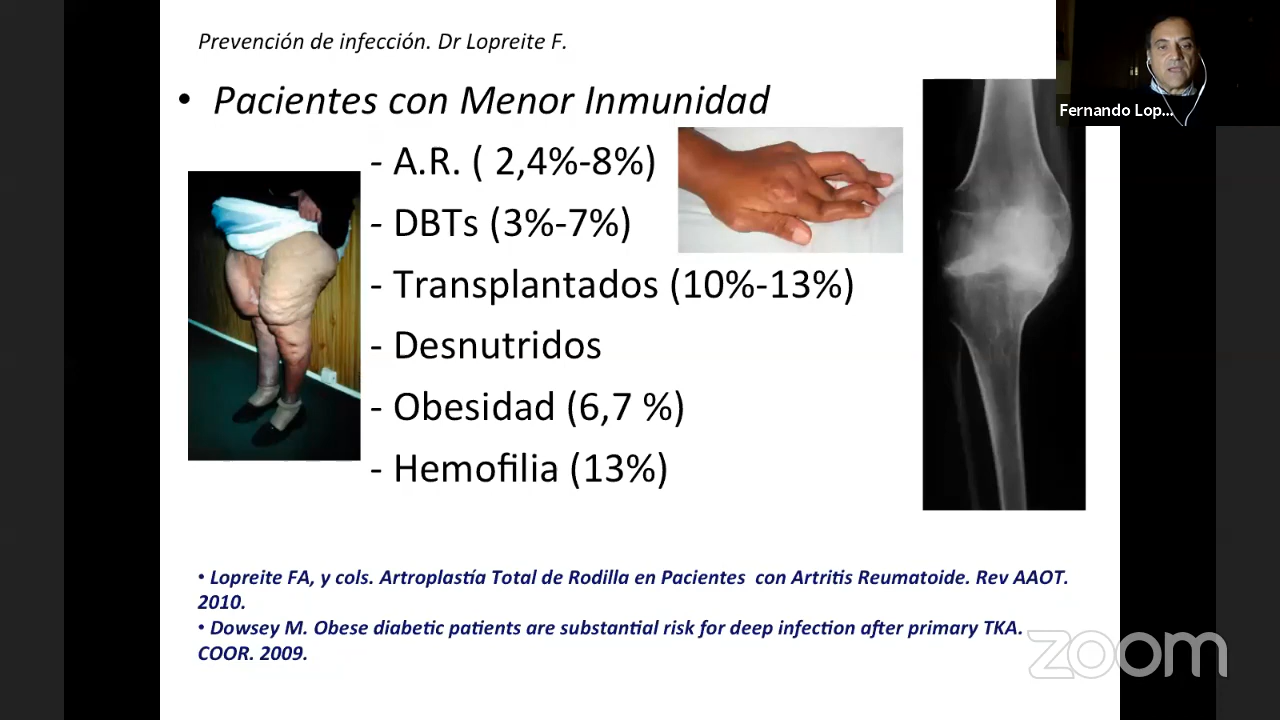 Prevención de infección. Dr Lopreite F.
Fernando Lop...
• Pacientes con Menor Inmunidad
- A.R. ( 2,4%-8%)
- DBTs (3%-7%)
- Transplantados (10%-13%)
- Desnutridos
- Obesidad (6,7 %)
- Hemofilia (13%)
• Lopreite FA, y cols. Artroplastía Total de Rodilla en Pacientes con Artritis Reumatoide. Rev AAOT.
2010.
• Dowsey M. Obese diabetic patients are substantial risk for deep infection after primary TKA.
COOR. 2009.
zoom